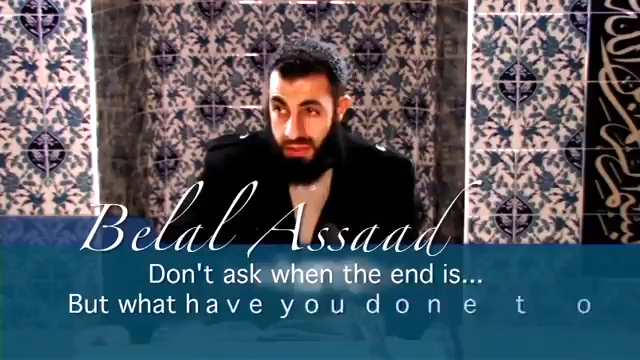 Belal Assaad
Don't ask when the end is...
But what have you done to